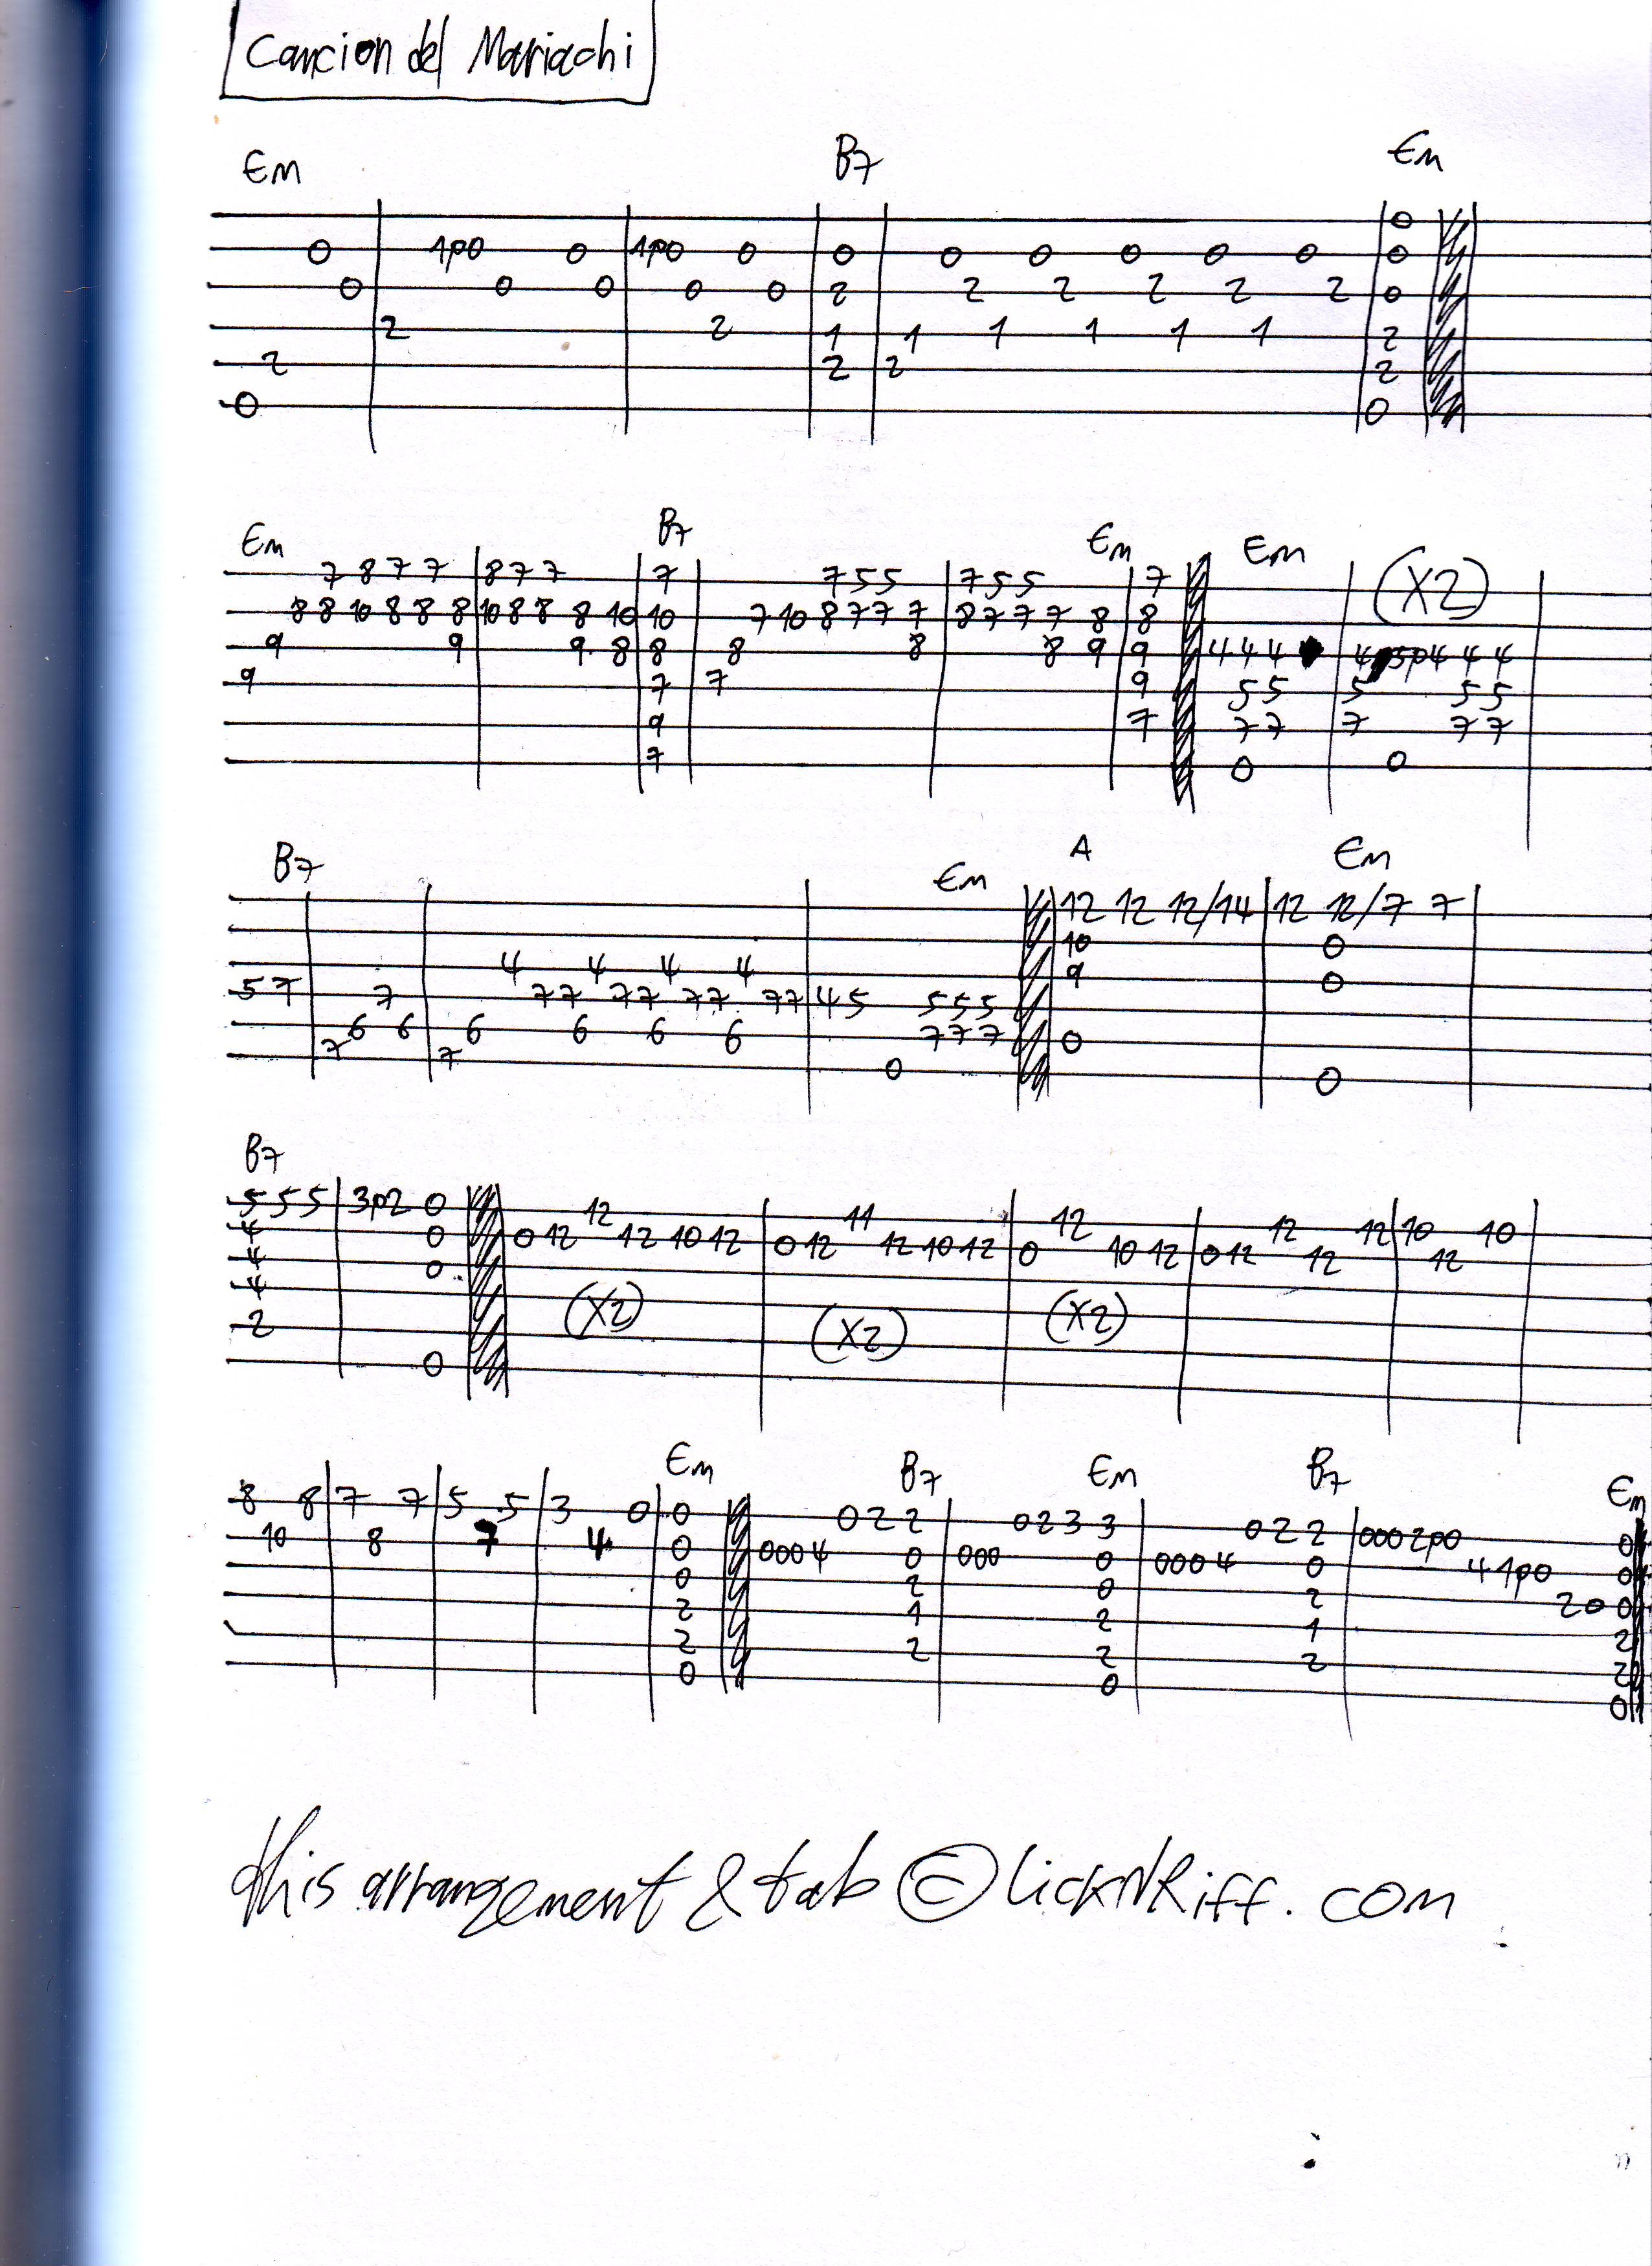 Cancion del Mariachi
Em B7 Em
0
0 1p0 0 1p0 0 0 0 0 0 0 0 0
0 0 0 0 0 2 2 2 2 2 2 0
2 2 1 1 1 1 1 1 2
2 2 2 2
0 0
Em B7 Em Em (X2)
7 8 7 7 8 7 7 7 7 5 5 7 5 5 7
8 8 10 8 8 8 10 8 8 8 10 10 7 10 8 7 7 7 8 7 7 7 8 8
9 9 9 8 8 8 8 8 9 9 4 4 4 4 5p4 4 4
9 7 7 9 5 5 5 5 5
9 7 7 7 7 7 7
7 0 0
B7 Em A Em
12 12 12/14 12 12/7 7
10 0
4 4 4 4 9 0
5 7 7 7 7 7 7 7 7 7 7 4 5 5 5 5
6 6 6 6 6 6 7 7 7 0
7 7 0 0
B7
5 5 5 3p2 0 12 11 12 12 12 10 10
4 0 0 12 12 10 12 0 12 12 10 12 0 10 12 0 12 12 12
4 0
4 (X2) (X2) (X2)
2
0
Em B7 Em B7 Em
8 8 7 7 5 5 3 0 0 0 2 2 0 2 3 3 0 2 2 0 0 0 2p0 0
10 8 7 4 0 0 0 0 4 0 0 0 0 0 0 0 0 4 0 4 1p0 0
0 2 0 2 2 0 0
2 1 2 1 2
2 2 2 2 2
0 0 0
this arrangement & tab © LickNRiff.com